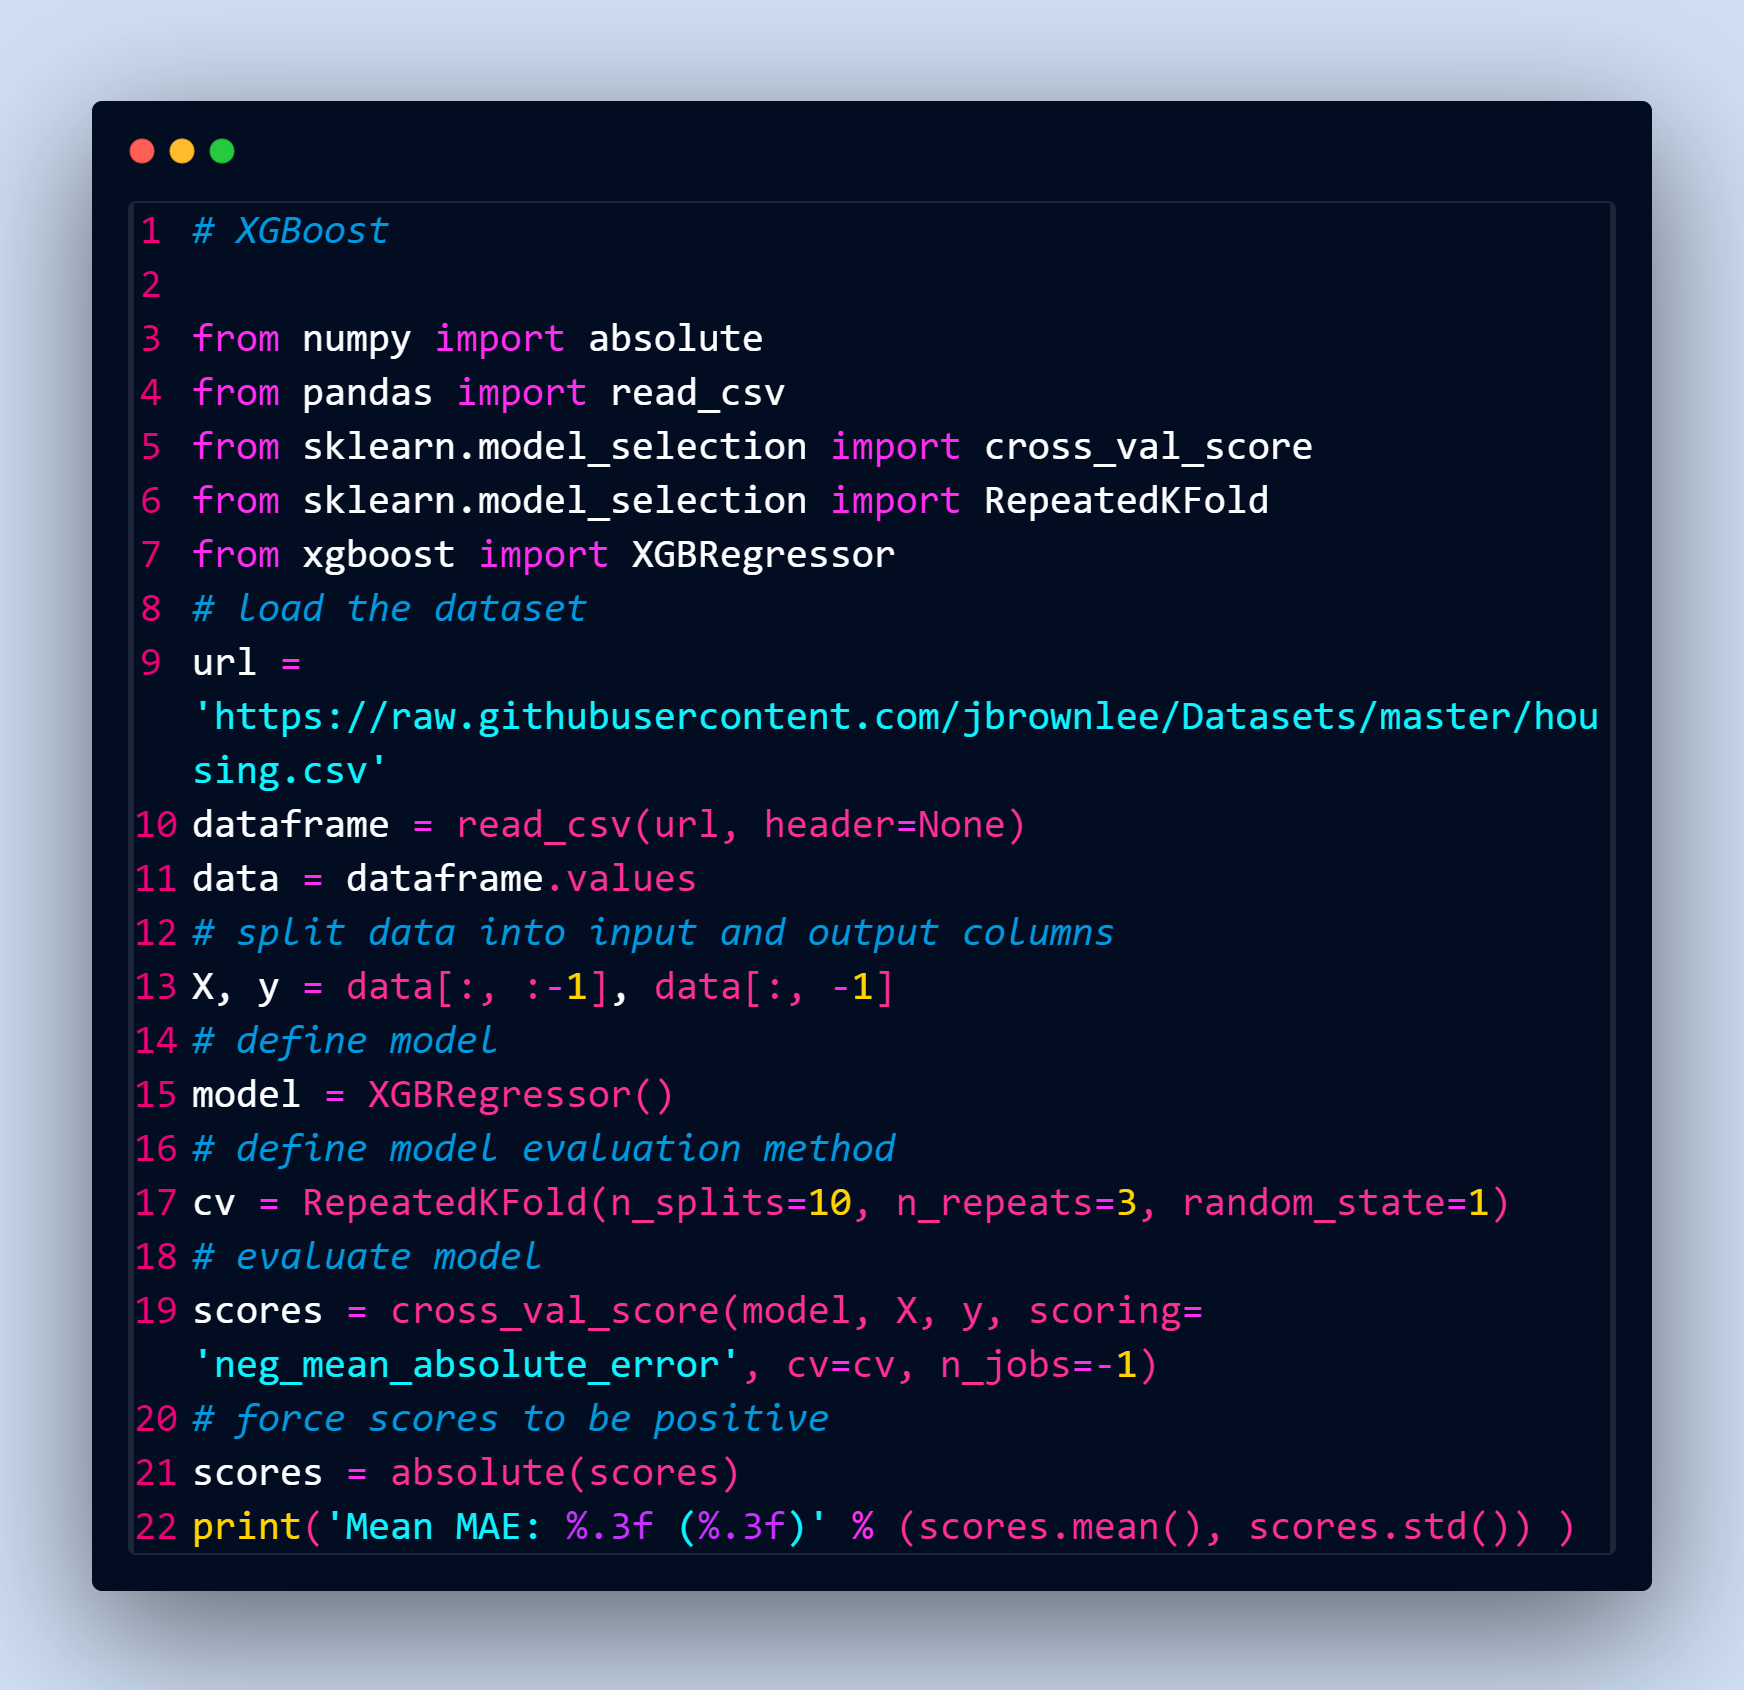 1 # XGBoost
2
3 from numpy import absolute
4 from pandas import read_csv
5 from sklearn.model_selection import cross_val_score
6 from sklearn.model_selection import RepeatedKFold
7 from xgboost import XGBRegressor
8 # load the dataset
9 url =
'https://raw.githubusercontent.com/jbrownlee/Datasets/master/hou
sing.csv'
10 dataframe = read_csv(url, header=None)
11 data = dataframe.values
12 # split data into input and output columns
13 X, y = data[:, :-1], data[:, -1]
14 # define model
15 model = XGBRegressor()
16 # define model evaluation method
17 cv = RepeatedKFold(n_splits=10, n_repeats=3, random_state=1)
18 # evaluate model
19 scores = cross_val_score(model, X, y, scoring=
'neg_mean_absolute_error', cv=cv, n_jobs=-1)
20 # force scores to be positive
21 scores = absolute(scores)
22 print('Mean MAE: %.3f (%.3f)' % (scores.mean(), scores.std()) )